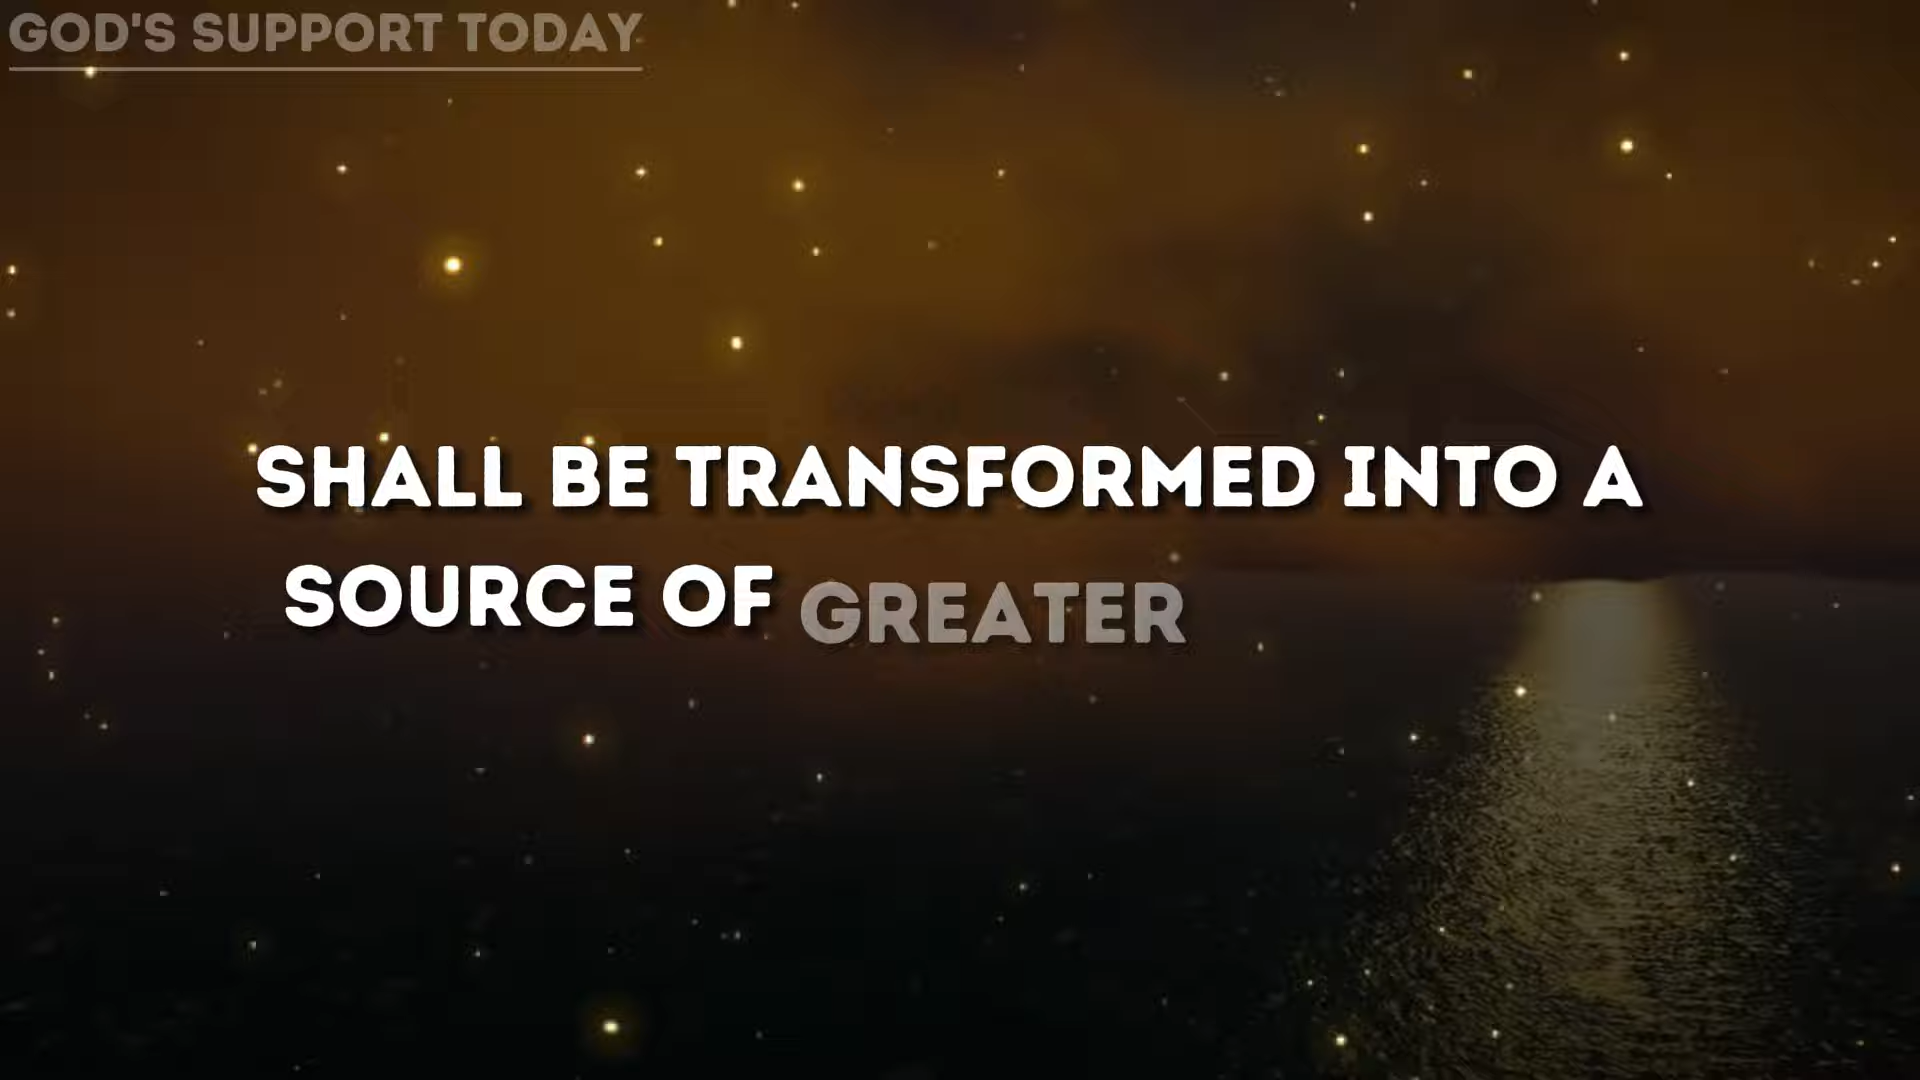 GOD'S SUPPORT TODAY
SHALL BE TRANSFORMED INTO A
SOURCE OF GREATER